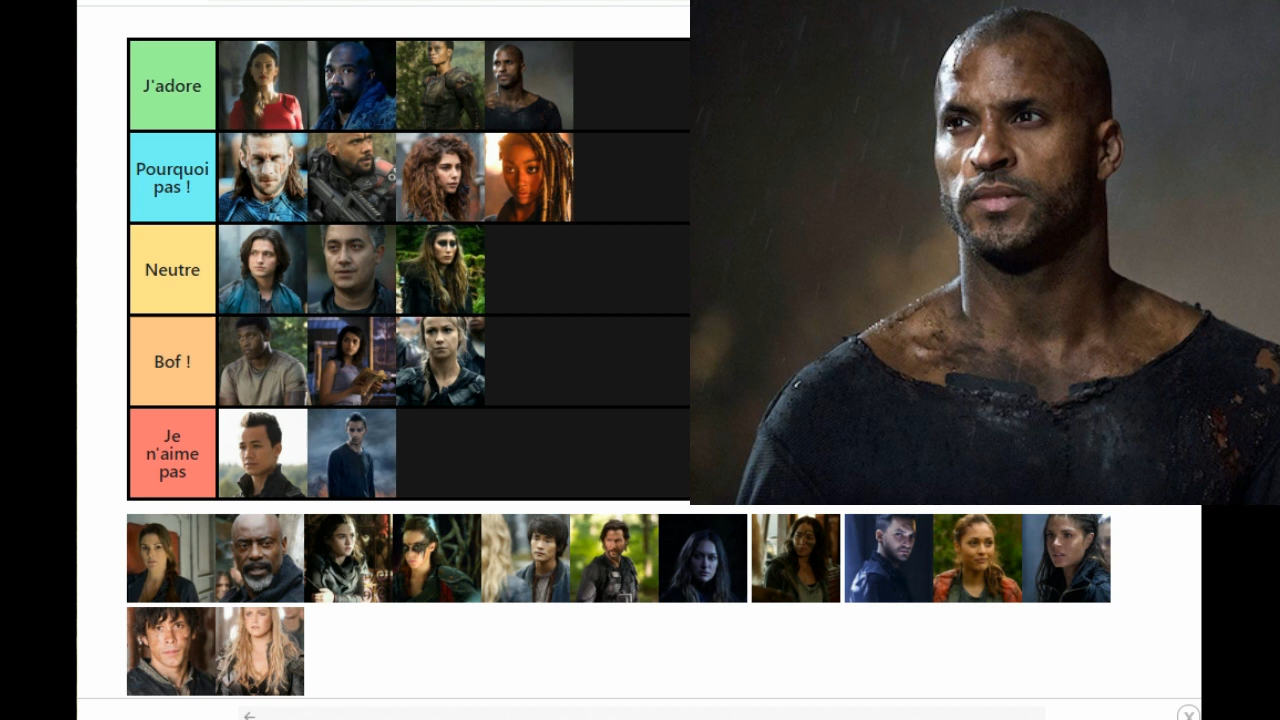 J'adore
Pourquoi
pas !
Neutre
Bof !
Je
n'aime
pas